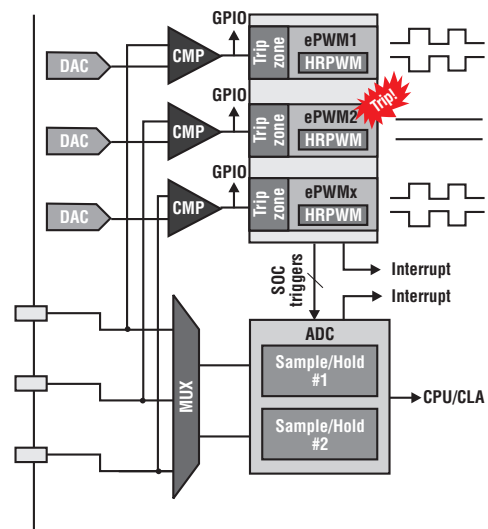 GPIO
DAC
CMP
Trip
zone
ePWM1
HRPWM
GPIO
DAC
CMP
Trip
zone
ePWM2
HRPWM
Trip!
GPIO
DAC
CMP
Trip
zone
ePWMx
HRPWM
SOC
triggers
Interrupt
Interrupt
MUX
ADC
Sample/Hold
#1
Sample/Hold
#2
CPU/CLA